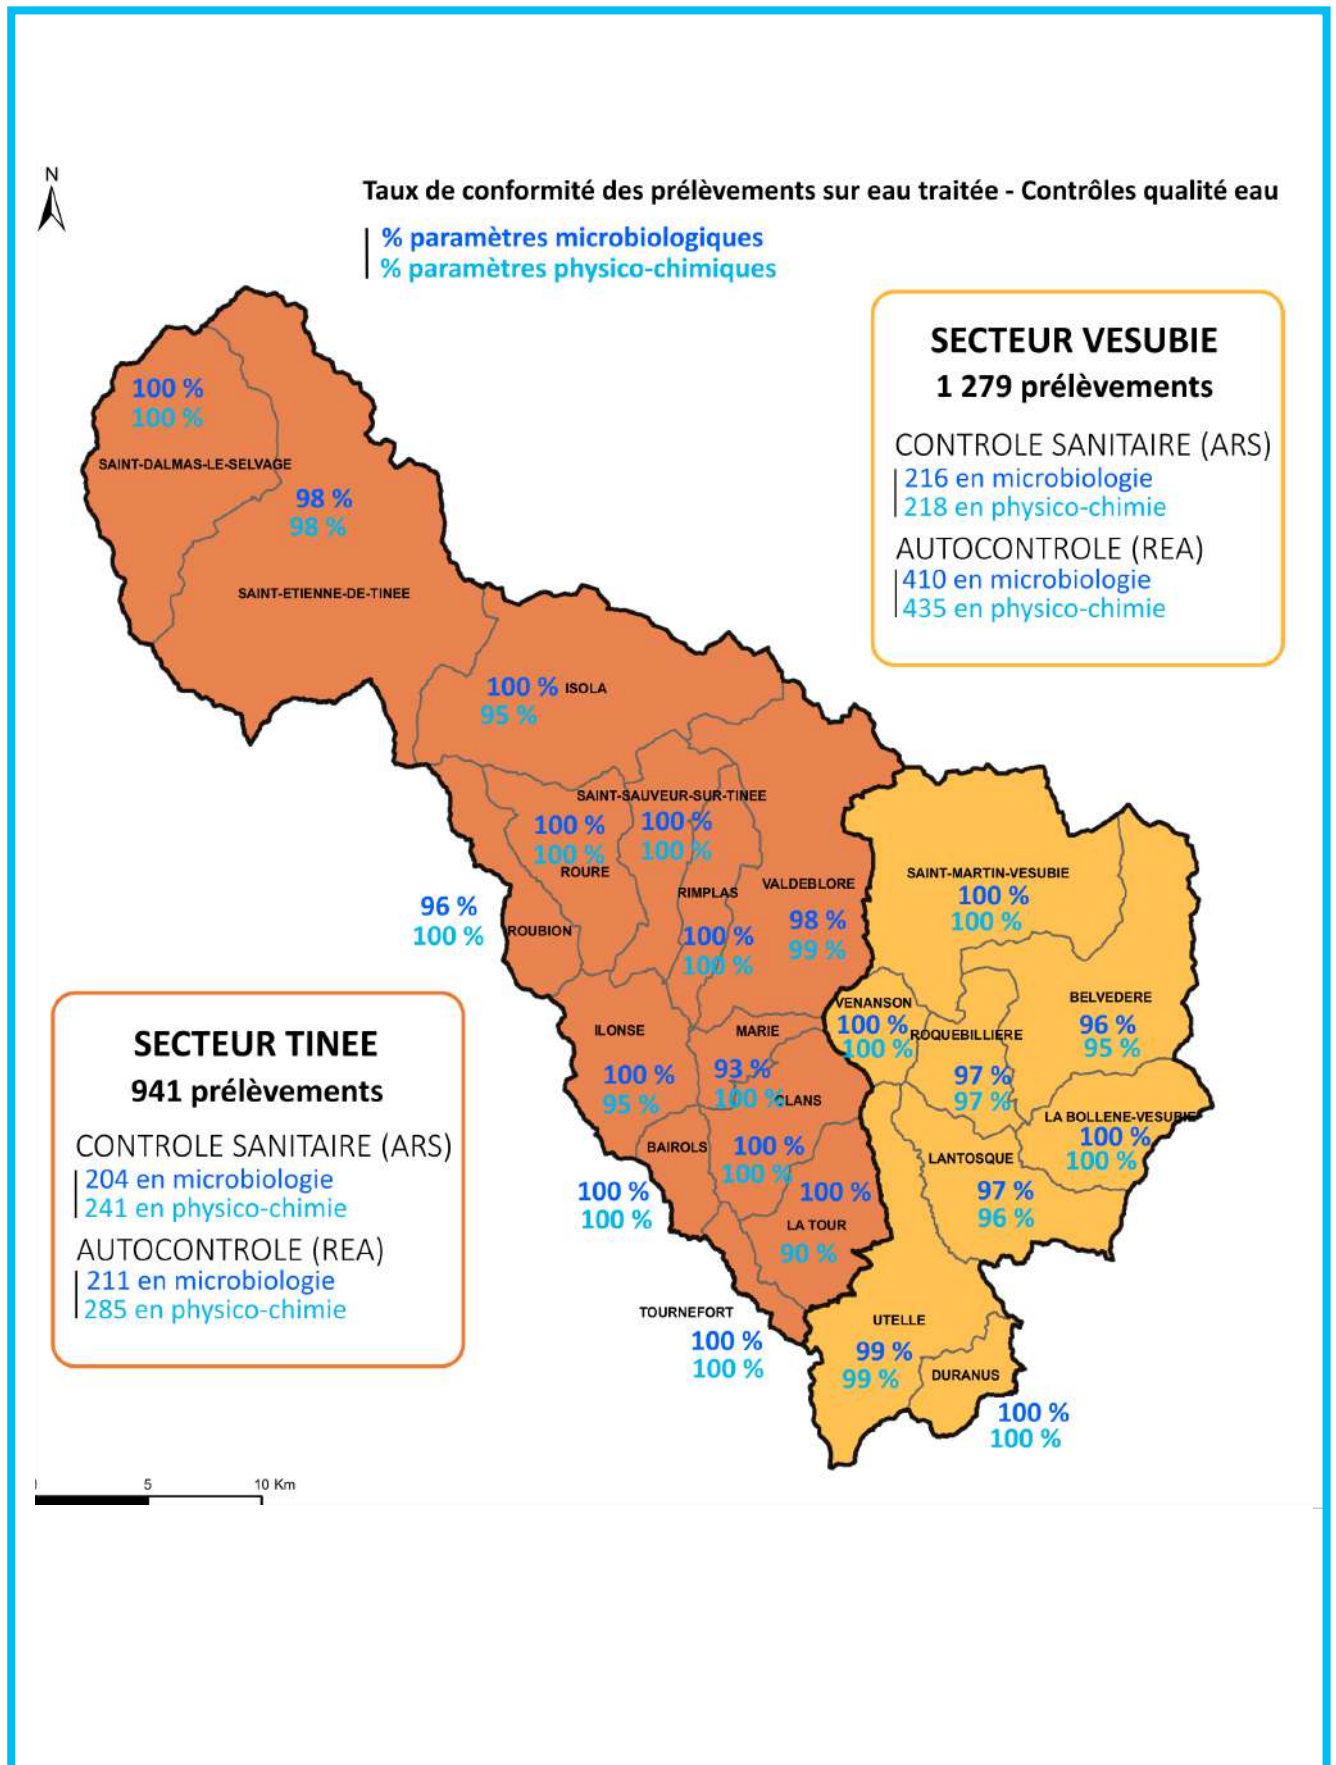 N
Taux de conformité des prélèvements sur eau traitée - Contrôles qualité eau
% paramètres microbiologiques
% paramètres physico-chimiques
SECTEUR VESUBIE
1 279 prélèvements
CONTROLE SANITAIRE (ARS)
216 en microbiologie
218 en physico-chimie
AUTOCONTROLE (REA)
410 en microbiologie
435 en physico-chimie
100 %
100 %
SAINT-DALMAS-LE-SELVAGE
98 %
98 %
SAINT-ETIENNE-DE-TINEE
100 % ISOLA
95 %
SAINT-SAUVEUR-SUR-TINEE
100 %
100 %
100 %
100 %
ROURE
RIMPLAS
100 %
100 %
VALDEBLORE
98 %
99 %
96 %
100 %
ROUBION
SAINT-MARTIN-VESUBIE
100 %
100 %
VENANSON
100 %
100 %
ROQUEBILLIERE
97 %
97 %
BELVEDERE
96 %
95 %
ILONSE
100 %
95 %
MARIE
93 %
100 %
CLANS
100 %
100 %
BAIROLS
100 %
100 %
100 %
LA TOUR
90 %
LA BOLLENE-VESUBIE
100 %
100 %
LANTOSQUE
97 %
96 %
TOURNEFORT
100 %
100 %
UTELLE
99 %
99 %
DURANUS
100 %
100 %
SECTEUR TINEE
941 prélèvements
CONTROLE SANITAIRE (ARS)
204 en microbiologie
241 en physico-chimie
AUTOCONTROLE (REA)
211 en microbiologie
285 en physico-chimie
5 10 Km